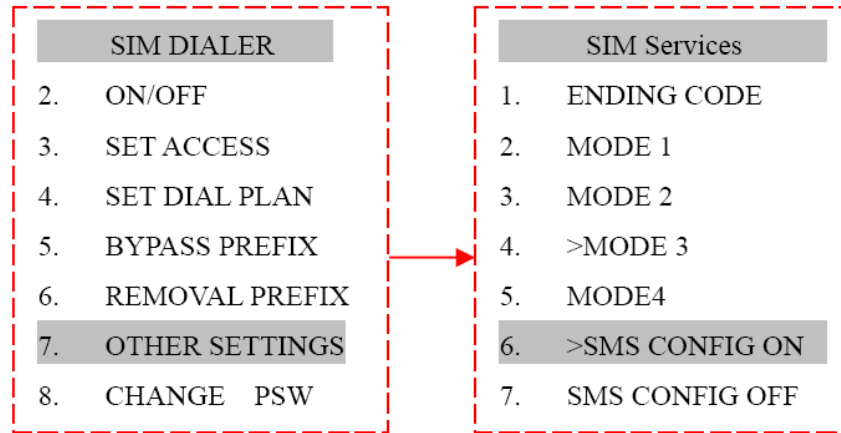 SIM DIALER
2. ON/OFF
3. SET ACCESS
4. SET DIAL PLAN
5. BYPASS PREFIX
6. REMOVAL PREFIX
7. OTHER SETTINGS
8. CHANGE PSW
SIM Services
1. ENDING CODE
2. MODE 1
3. MODE 2
4. >MODE 3
5. MODE4
6. >SMS CONFIG ON
7. SMS CONFIG OFF